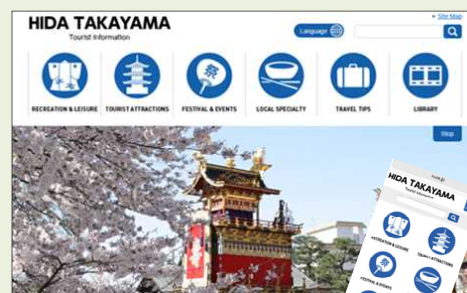 Site Map
HIDA TAKAYAMA
Tourist Information
Language
祭
RECREATION & LEISURE
TOURIST ATTRACTIONS
FESTIVAL & EVENTS
LOCAL SPECIALTY
TRAVEL TIPS
LIBRARY
Stop
HIDA TAKAYAMA
RECREATION & LEISURE
TOURIST ATTRACTIONS
FESTIVAL & EVENTS